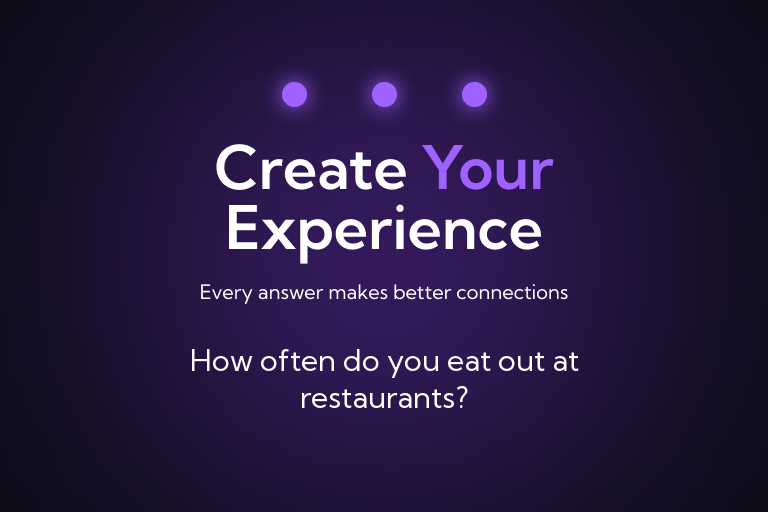 Create Your
Experience
Every answer makes better connections
How often do you eat out at
restaurants?